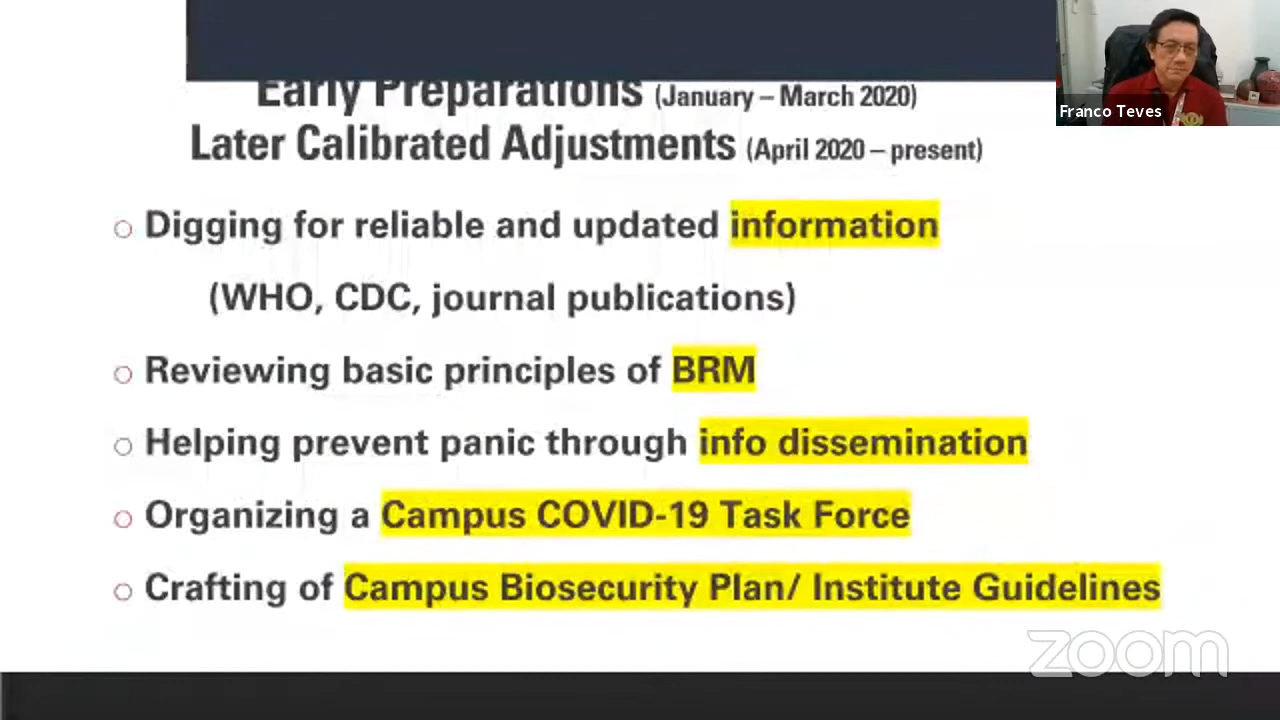 Early Preparations (January – March 2020)
Later Calibrated Adjustments (April 2020 – present)
Franco Teves
○ Digging for reliable and updated information
(WHO, CDC, journal publications)
○ Reviewing basic principles of BRM
○ Helping prevent panic through info dissemination
○ Organizing a Campus COVID-19 Task Force
○ Crafting of Campus Biosecurity Plan/ Institute Guidelines
zoom